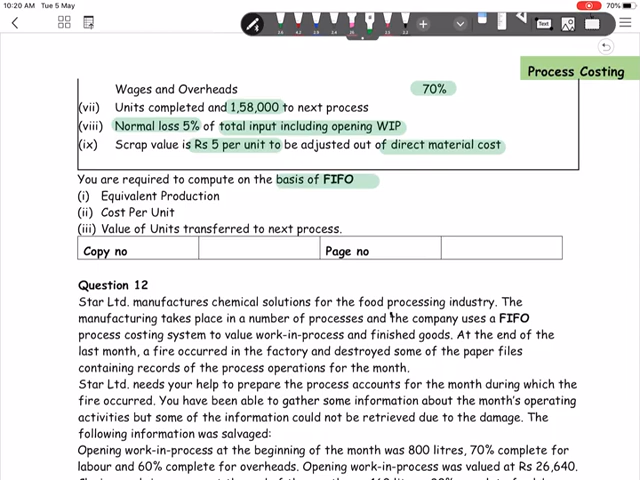 10:20 AM Tue 5 May
70%
Text
Process Costing
Wages and Overheads 70%
(vii) Units completed and 1,58,000 to next process
(viii) Normal loss 5% of total input including opening WIP
(ix) Scrap value is Rs 5 per unit to be adjusted out of direct material cost
You are required to compute on the basis of FIFO
(i) Equivalent Production
(ii) Cost Per Unit
(iii) Value of Units transferred to next process.
Copy no Page no
Question 12
Star Ltd. manufactures chemical solutions for the food processing industry. The
manufacturing takes place in a number of processes and the company uses a FIFO
process costing system to value work-in-process and finished goods. At the end of the
last month, a fire occurred in the factory and destroyed some of the paper files
containing records of the process operations for the month.
Star Ltd. needs your help to prepare the process accounts for the month during which the
fire occurred. You have been able to gather some information about the month's operating
activities but some of the information could not be retrieved due to the damage. The
following information was salvaged:
Opening work-in-process at the beginning of the month was 800 litres, 70% complete for
labour and 60% complete for overheads. Opening work-in-process was valued at Rs 26,640.